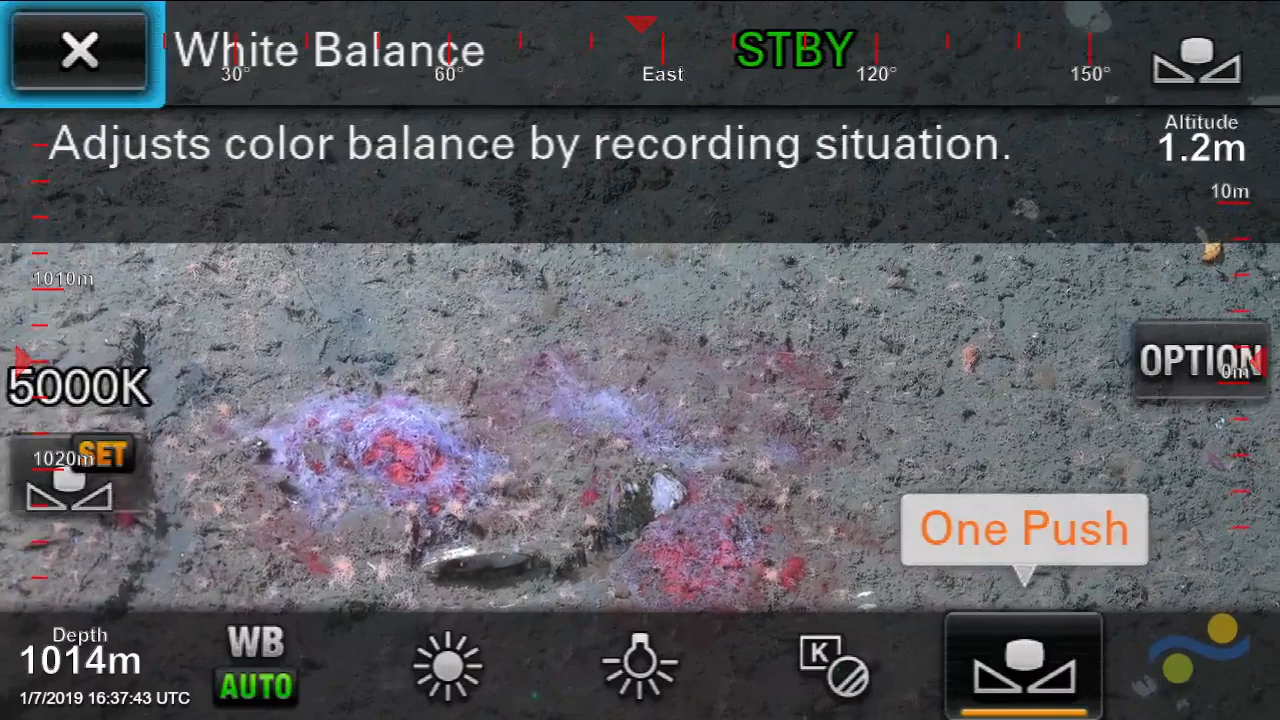 White Balance
STBY
30° 60° East 120° 150°
Adjusts color balance by recording situation.
Altitude
1.2m
10m
1010m
OPTION
0m
5000K
SET
1020m
One Push
Depth
1014m
1/7/2019 16:37:43 UTC
WB
AUTO
K